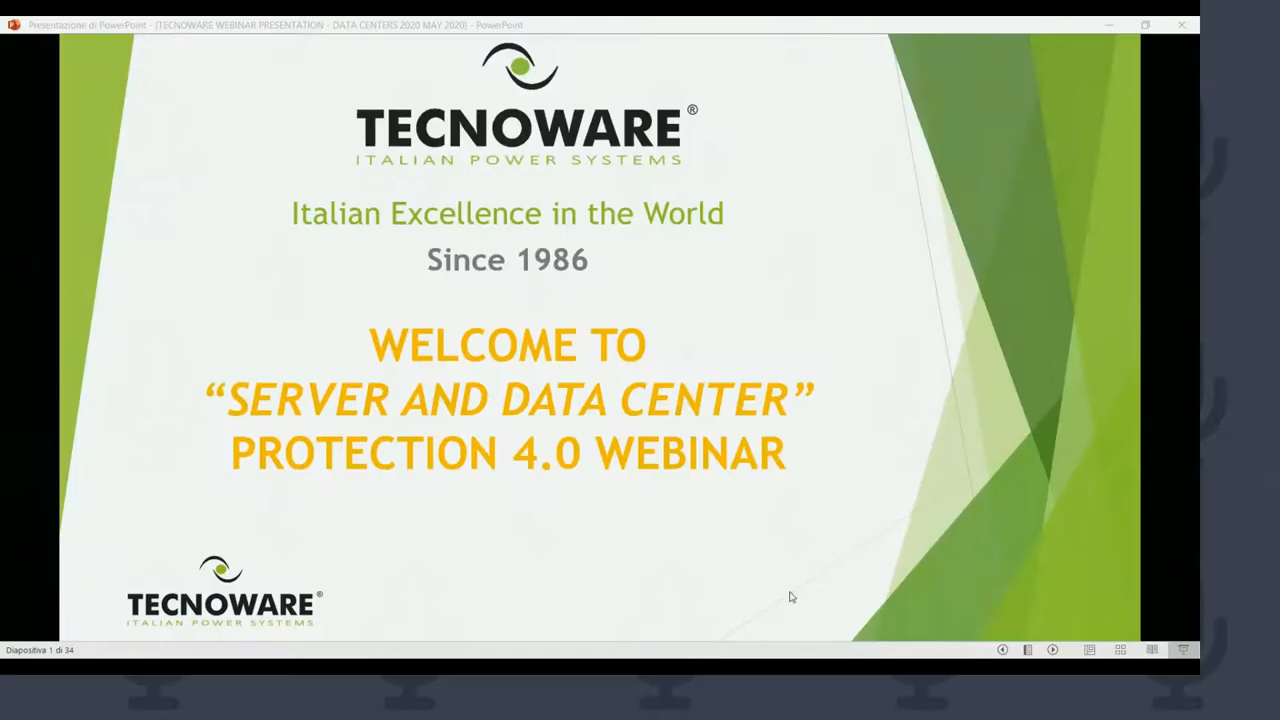 Presentazione di PowerPoint - [TECNOWARE WEBINAR PRESENTATION - DATA CENTERS 2020 MAY 2020] - PowerPoint
TECNOWARE®
ITALIAN POWER SYSTEMS
Italian Excellence in the World
Since 1986
WELCOME TO
“SERVER AND DATA CENTER”
PROTECTION 4.0 WEBINAR
TECNOWARE®
ITALIAN POWER SYSTEMS
Diapositiva 1 di 34